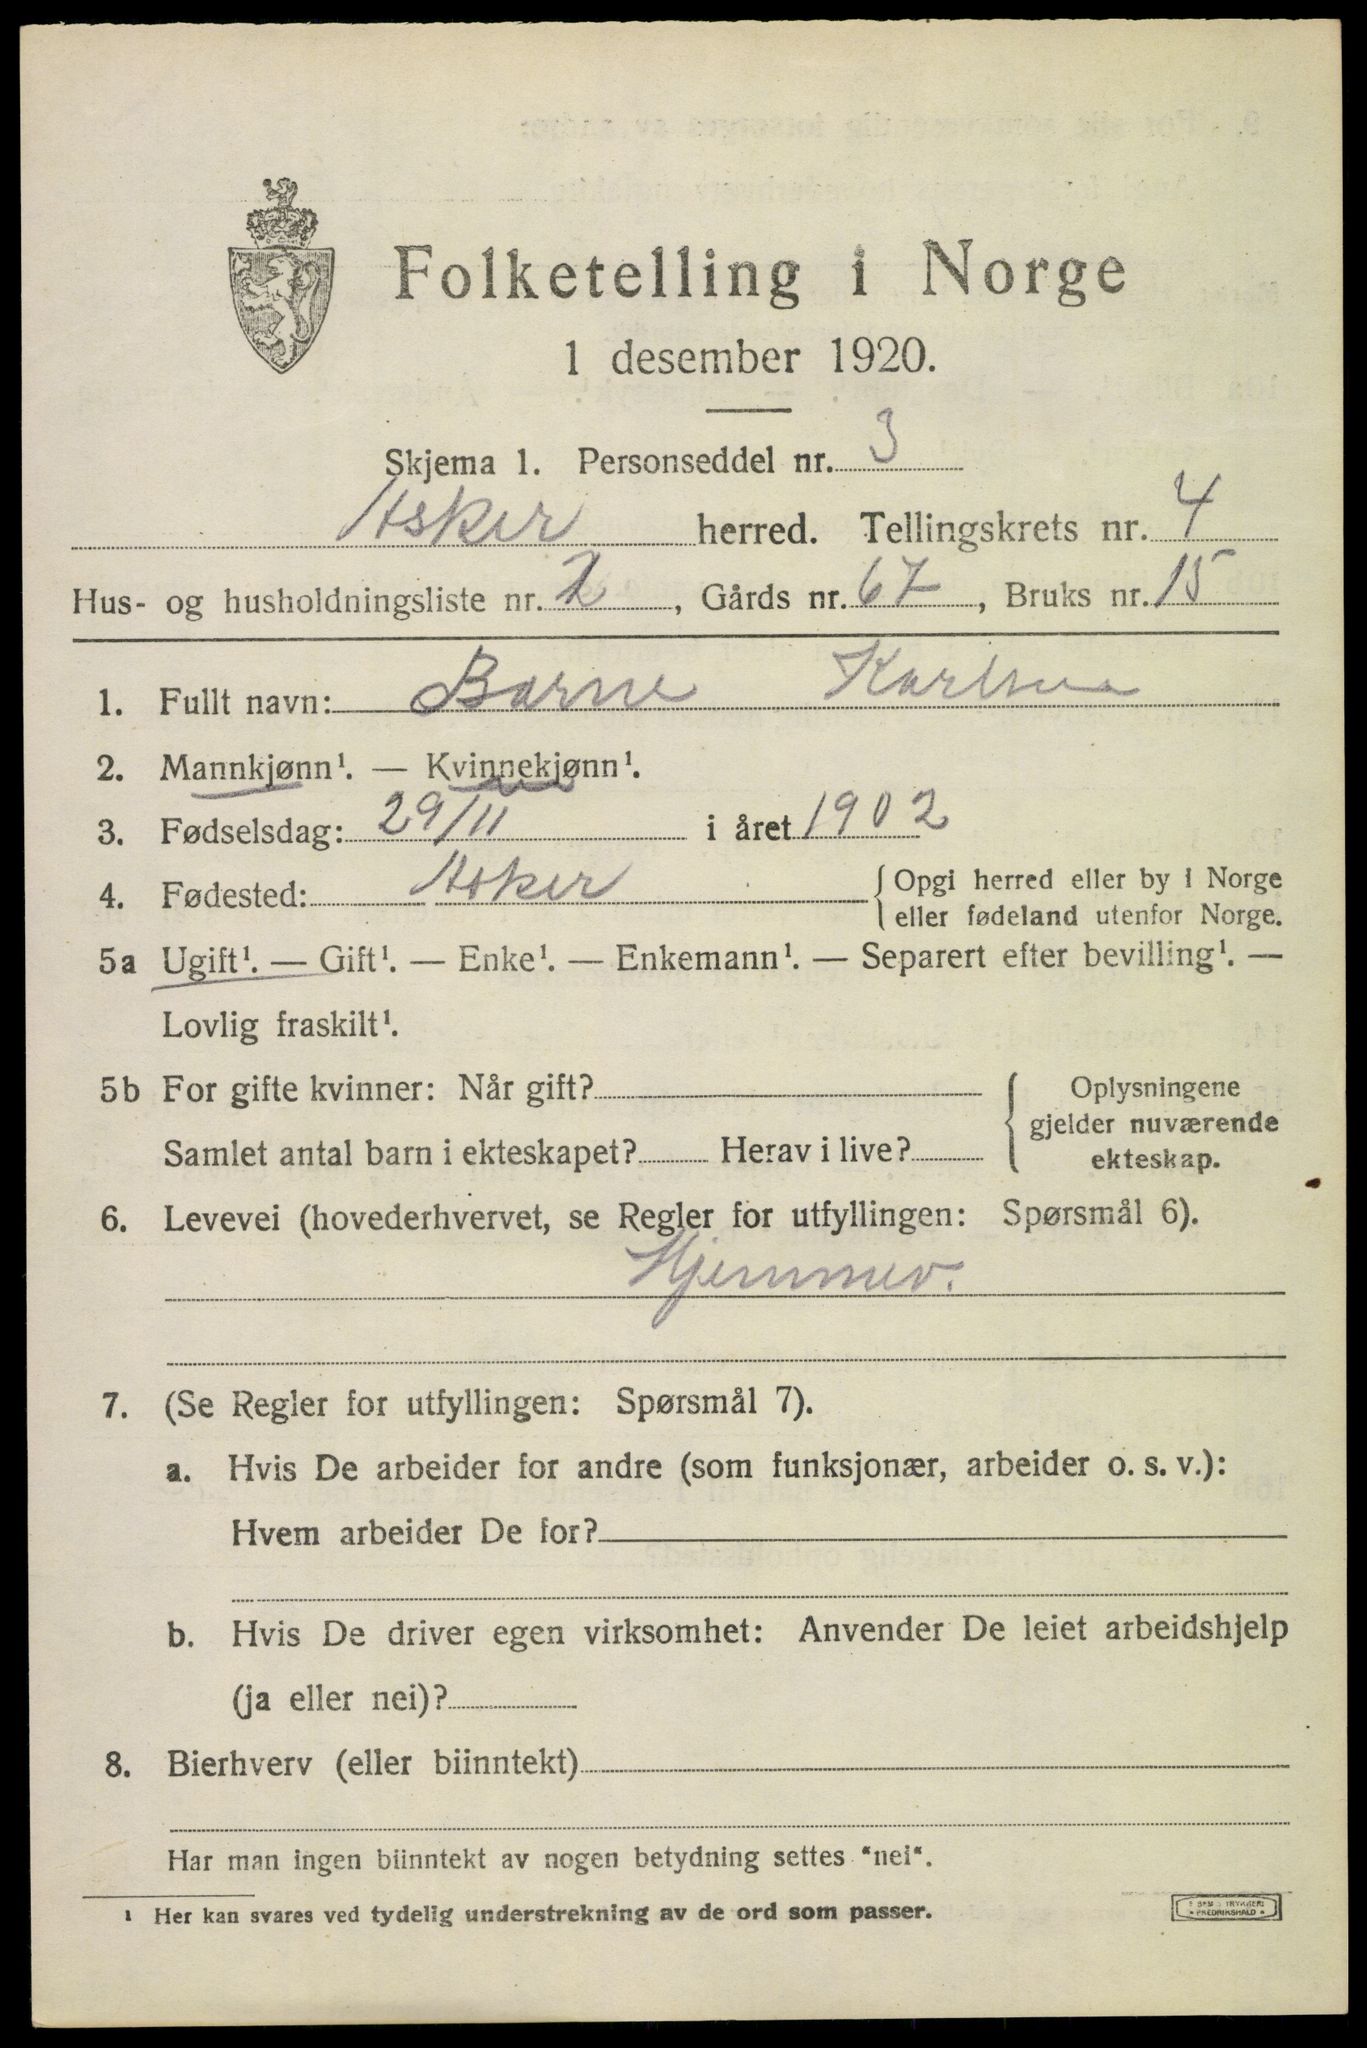 Folketelling i Norge
1 desember 1920.
Skjema 1. Personseddel nr. 3
Asker herred. Tellingskrets nr. 4
Hus- og husholdningsliste nr. 2, Gårds nr. 67, Bruks nr. 15
1. Fullt navn: Barne Karlsen
2. Mannkjønn¹. — Kvinnekjønn¹.
3. Fødselsdag: 29/11 i året 1902
4. Fødested: Asker {Opgi herred eller by i Norge
eller fødeland utenfor Norge.
5a Ugift¹. — Gift¹. — Enke¹. — Enkemann¹. — Separert efter bevilling¹. —
Lovlig fraskilt¹.
5b For gifte kvinner: Når gift? Oplysningene
gjelder nuværende
Samlet antal barn i ekteskapet? Herav i live? ekteskap.
6. Levevei (hovederhvervet, se Regler for utfyllingen: Spørsmål 6).
Hjemmev.
7. (Se Regler for utfyllingen: Spørsmål 7).
a. Hvis De arbeider for andre (som funksjonær, arbeider o. s. v.):
Hvem arbeider De for?
b. Hvis De driver egen virksomhet: Anvender De leiet arbeidshjelp
(ja eller nei)?
8. Bierhverv (eller biinntekt)
Har man ingen biinntekt av nogen betydning settes "nei".
¹ Her kan svares ved tydelig understrekning av de ord som passer.
FREDRIKSHALD